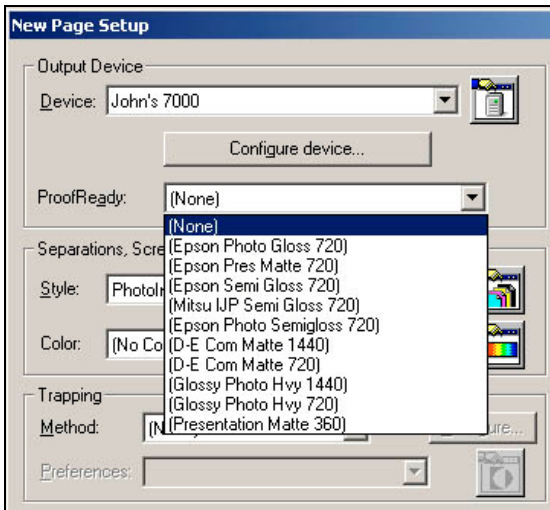 New Page Setup
Output Device
Device: John's 7000
Configure device...
ProofReady: (None)
(None)
(Epson Photo Gloss 720)
(Epson Pres Matte 720)
(Epson Semi Gloss 720)
(Mitsu IJP Semi Gloss 720)
(Epson Photo Semigloss 720)
(D-E Com Matte 1440)
(D-E Com Matte 720)
(Glossy Photo Hvy 1440)
(Glossy Photo Hvy 720)
(Presentation Matte 360)
Separations, Scre
Style: PhotoIn
Color: (No Co
Trapping
Method:
Preferences: